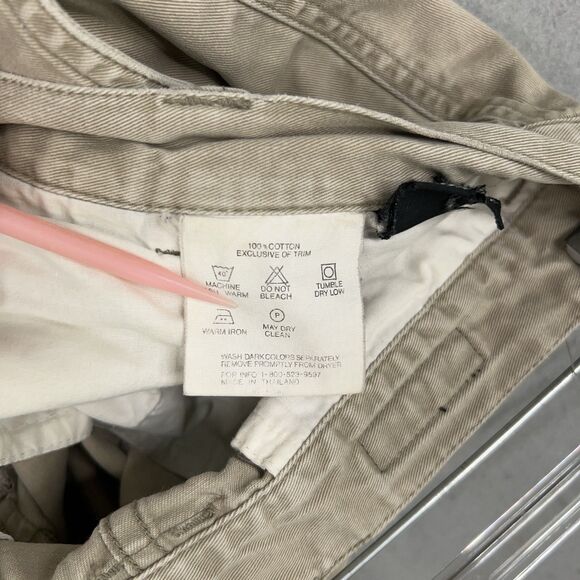 100% COTTON
EXCLUSIVE OF TRIM
40°
MACHINE
WARM
DO NOT
BLEACH
TUMBLE
DRY LOW
WARM IRON
P
MAY DRY
CLEAN
WASH DARK COLORS SEPARATELY
REMOVE PROMPTLY FROM DRYER
FOR INFO 1-800-523-9597
MADE IN THAILAND